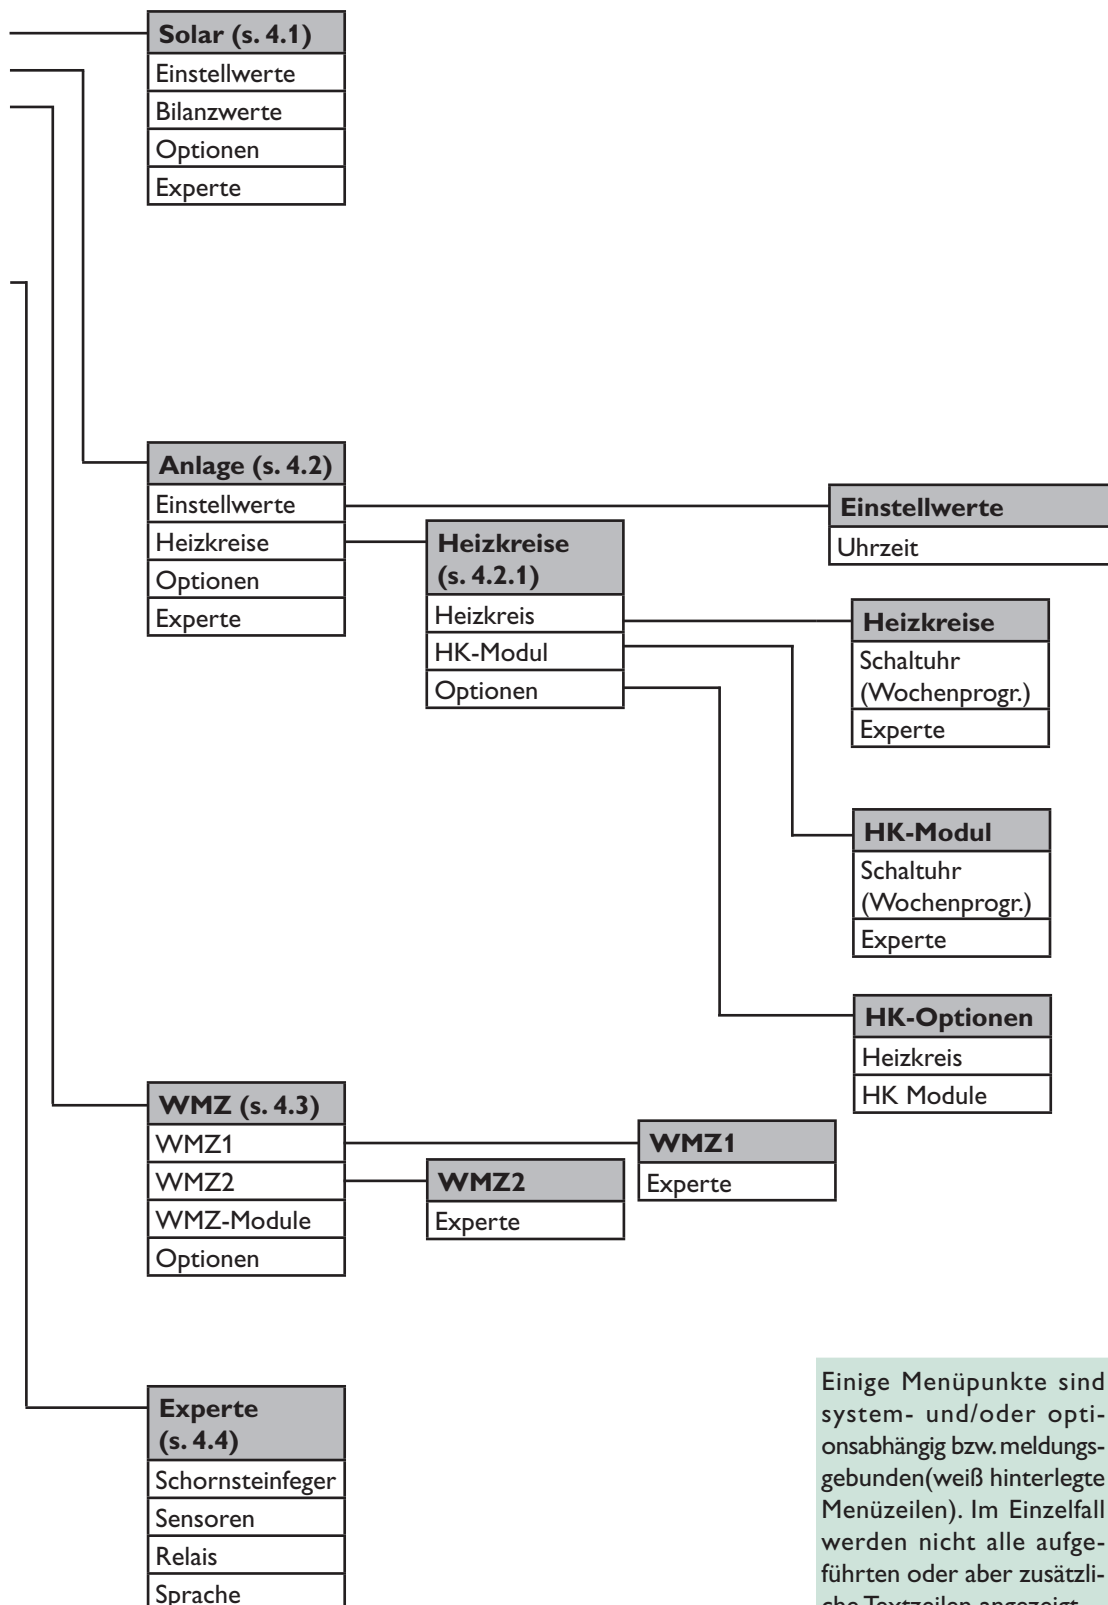 Solar (s. 4.1)
Einstellwerte
Bilanzwerte
Optionen
Experte
Anlage (s. 4.2)
Einstellwerte
Heizkreise
Optionen
Experte
Einstellwerte
Uhrzeit
Heizkreise
(s. 4.2.1)
Heizkreis
HK-Modul
Optionen
Heizkreise
Schaltuhr
(Wochenprogr.)
Experte
HK-Modul
Schaltuhr
(Wochenprogr.)
Experte
HK-Optionen
Heizkreis
HK Module
WMZ (s. 4.3)
WMZ1
WMZ2
WMZ-Module
Optionen
WMZ1
Experte
WMZ2
Experte
Experte
(s. 4.4)
Schornsteinfeger
Sensoren
Relais
Sprache
Einige Menüpunkte sind
system- und/oder opti-
onsabhängig bzw. meldungs-
gebunden(weiß hinterlegte
Menüzeilen). Im Einzelfall
werden nicht alle aufge-
führten oder aber zusätzli-
che Textzeilen angezeigt